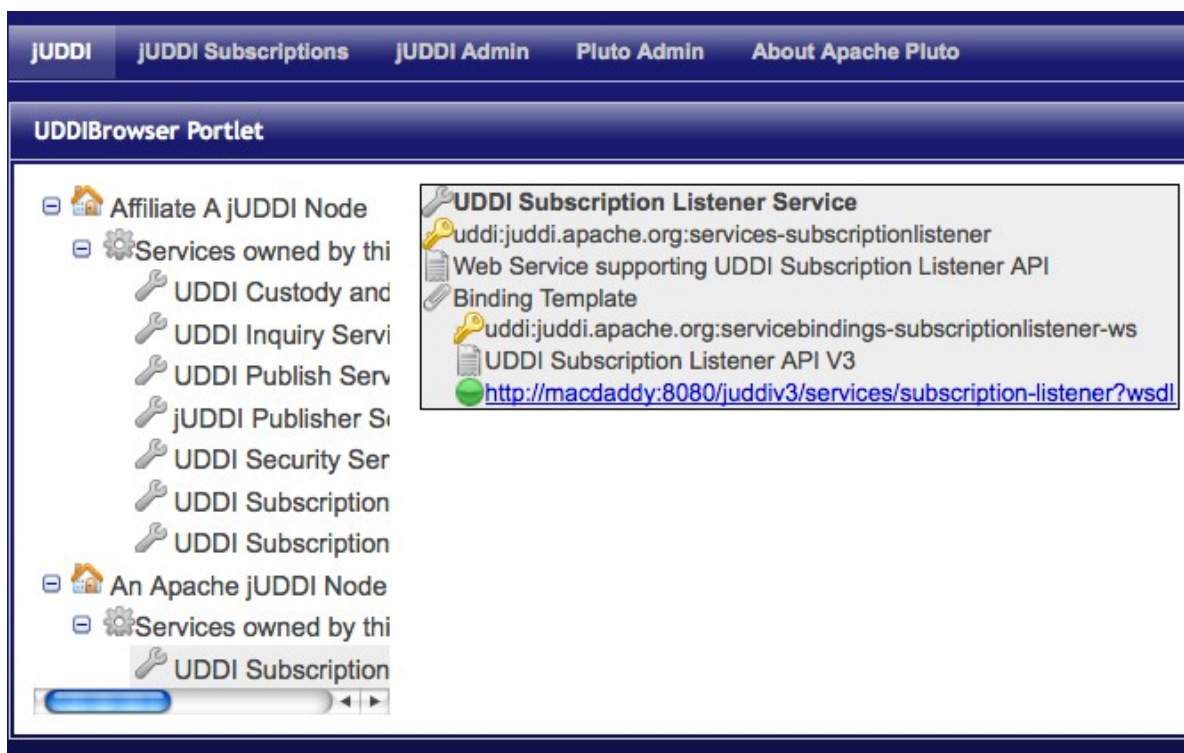 jUDDI jUDDI Subscriptions jUDDI Admin Pluto Admin About Apache Pluto
UDDIBrowser Portlet
Affiliate A jUDDI Node
Services owned by thi
UDDI Custody and
UDDI Inquiry Servi
UDDI Publish Serv
jUDDI Publisher Se
UDDI Security Ser
UDDI Subscription
UDDI Subscription
An Apache jUDDI Node
Services owned by thi
UDDI Subscription
UDDI Subscription Listener Service
uddi:juddi.apache.org:services-subscriptionlistener
Web Service supporting UDDI Subscription Listener API
Binding Template
uddi:juddi.apache.org:servicebindings-subscriptionlistener-ws
UDDI Subscription Listener API V3
http://macdaddy:8080/juddiv3/services/subscription-listener?wsdl